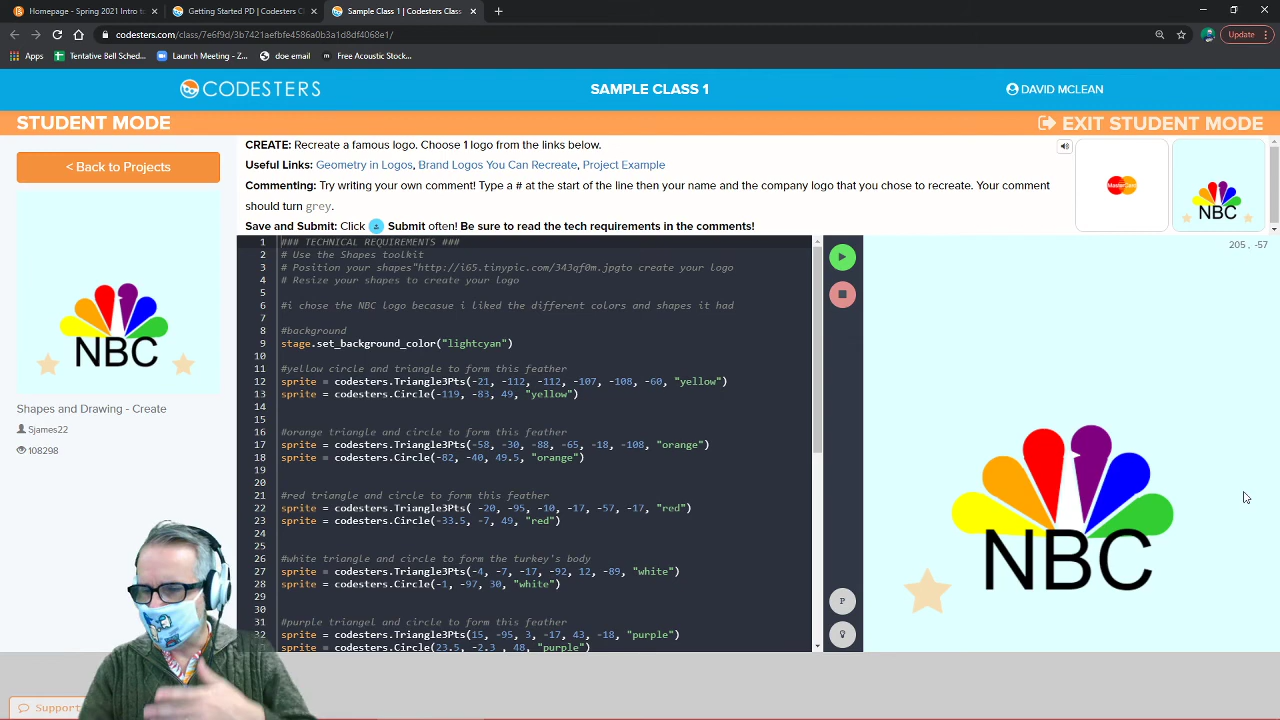 Homepage - Spring 2021 Intro to
Getting Started PD | Codesters C
Sample Class 1 | Codesters Class
codesters.com/class/7e6f9d/3b7421aefbfe4586a0b3a1d8df4068e1/
Update
Apps
Tentative Bell Sched...
Launch Meeting - Z...
doe email
Free Acoustic Stock...
CODESTERS
SAMPLE CLASS 1
DAVID MCLEAN
STUDENT MODE
EXIT STUDENT MODE
< Back to Projects
NBC
Shapes and Drawing - Create
Sjames22
108298
CREATE: Recreate a famous logo. Choose 1 logo from the links below.
Useful Links: Geometry in Logos, Brand Logos You Can Recreate, Project Example
Commenting: Try writing your own comment! Type a # at the start of the line then your name and the company logo that you chose to recreate. Your comment
should turn grey.
Save and Submit: Click Submit often! Be sure to read the tech requirements in the comments!
MasterCard
NBC
205 , -57
1 ### TECHNICAL REQUIREMENTS ###
2 # Use the Shapes toolkit
3 # Position your shapes"http://i65.tinypic.com/343qf0m.jpgto create your logo
4 # Resize your shapes to create your logo
5
6 #i chose the NBC logo becasue i liked the different colors and shapes it had
7
8 #background
9 stage.set_background_color("lightcyan")
10
11 #yellow circle and triangle to form this feather
12 sprite = codesters.Triangle3Pts(-21, -112, -112, -107, -108, -60, "yellow")
13 sprite = codesters.Circle(-119, -83, 49, "yellow")
14
15
16 #orange triangle and circle to form this feather
17 sprite = codesters.Triangle3Pts(-58, -30, -88, -65, -18, -108, "orange")
18 sprite = codesters.Circle(-82, -40, 49.5, "orange")
19
20
21 #red triangle and circle to form this feather
22 sprite = codesters.Triangle3Pts( -20, -95, -10, -17, -57, -17, "red")
23 sprite = codesters.Circle(-33.5, -7, 49, "red")
24
25
26 #white triangle and circle to form the turkey's body
27 sprite = codesters.Triangle3Pts(-4, -7, -17, -92, 12, -89, "white")
28 sprite = codesters.Circle(-1, -97, 30, "white")
29
30
31 #purple triangel and circle to form this feather
32 sprite = codesters.Triangle3Pts(15, -95, 3, -17, 43, -18, "purple")
sprite = codesters.Circle(23.5, -2.3 , 48, "purple")
P
NBC
Support